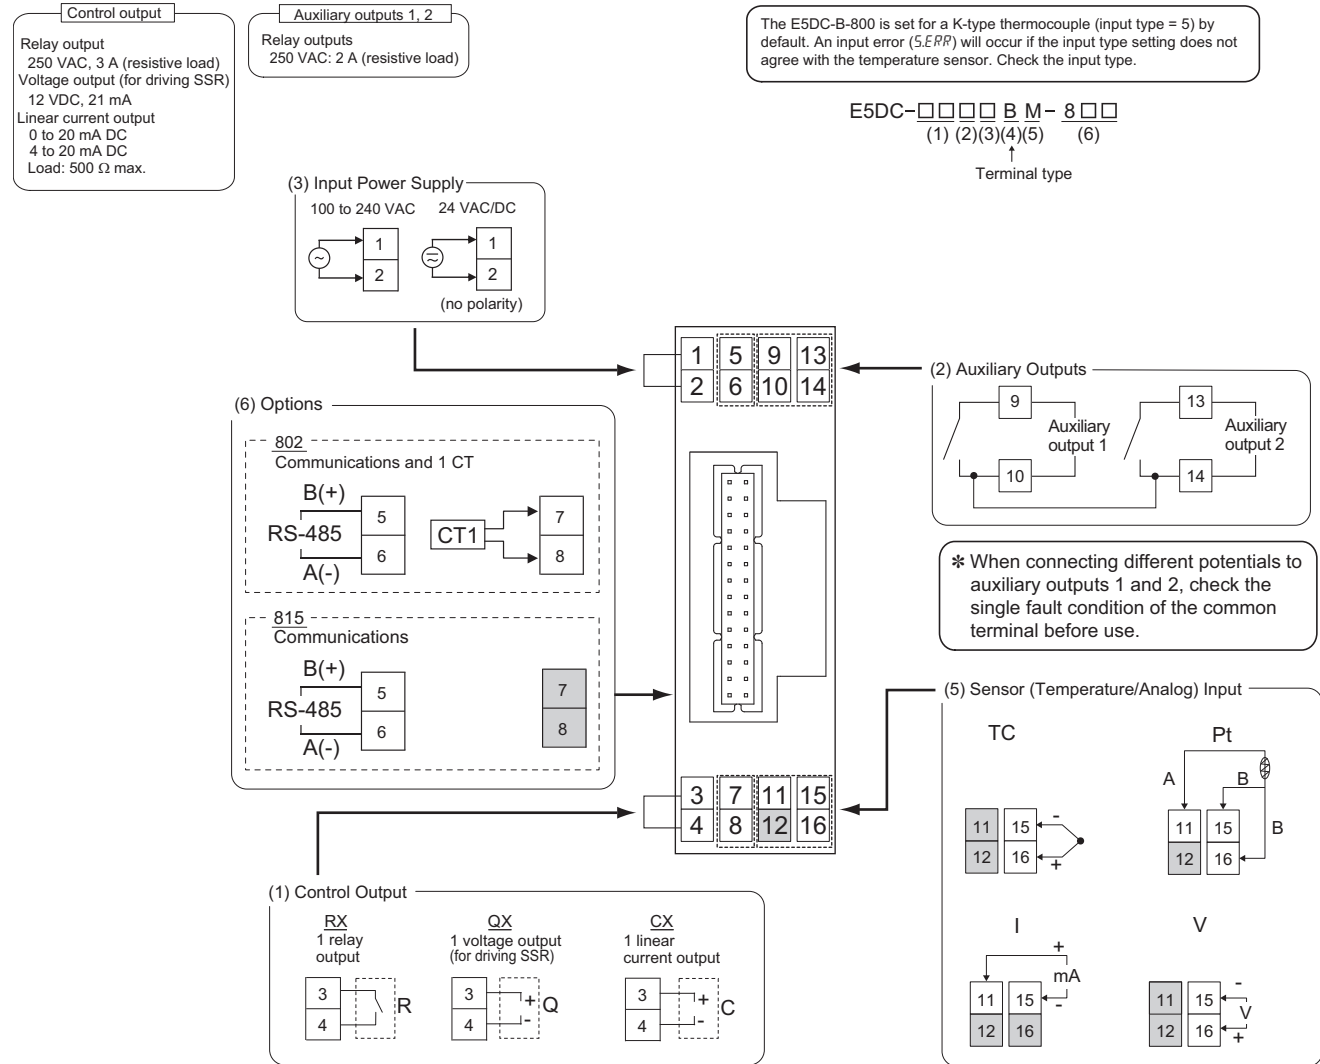 Control output
Relay output
250 VAC, 3 A (resistive load)
Voltage output (for driving SSR)
12 VDC, 21 mA
Linear current output
0 to 20 mA DC
4 to 20 mA DC
Load: 500 Ω max.
Auxiliary outputs 1, 2
Relay outputs
250 VAC: 2 A (resistive load)
The E5DC-B-800 is set for a K-type thermocouple (input type = 5) by
default. An input error (S.ERR) will occur if the input type setting does not
agree with the temperature sensor. Check the input type.
E5DC-□□□□ B M- 8□□
(1) (2)(3)(4)(5) (6)
Terminal type
(3) Input Power Supply
100 to 240 VAC 24 VAC/DC
1 1
2 2
(no polarity)
1 5 9 13
2 6 10 14
(2) Auxiliary Outputs
9 13
Auxiliary
output 1
Auxiliary
output 2
10 14
(6) Options
802
Communications and 1 CT
B(+)
5 7
RS-485 CT1
6 8
A(-)
815
Communications
B(+)
5 7
RS-485
6 8
A(-)
✻ When connecting different potentials to
auxiliary outputs 1 and 2, check the
single fault condition of the common
terminal before use.
3 7 11 15
4 8 12 16
(5) Sensor (Temperature/Analog) Input
TC Pt
A B
11 15 -
12 16 +
11 15 B
12 16
I V
+
mA
11 15 -
12 16
11 15 -
V
12 16 +
(1) Control Output
RX
1 relay
output
3
R
4
QX
1 voltage output
(for driving SSR)
3 +
Q
4 -
CX
1 linear
current output
3 +
C
4 -